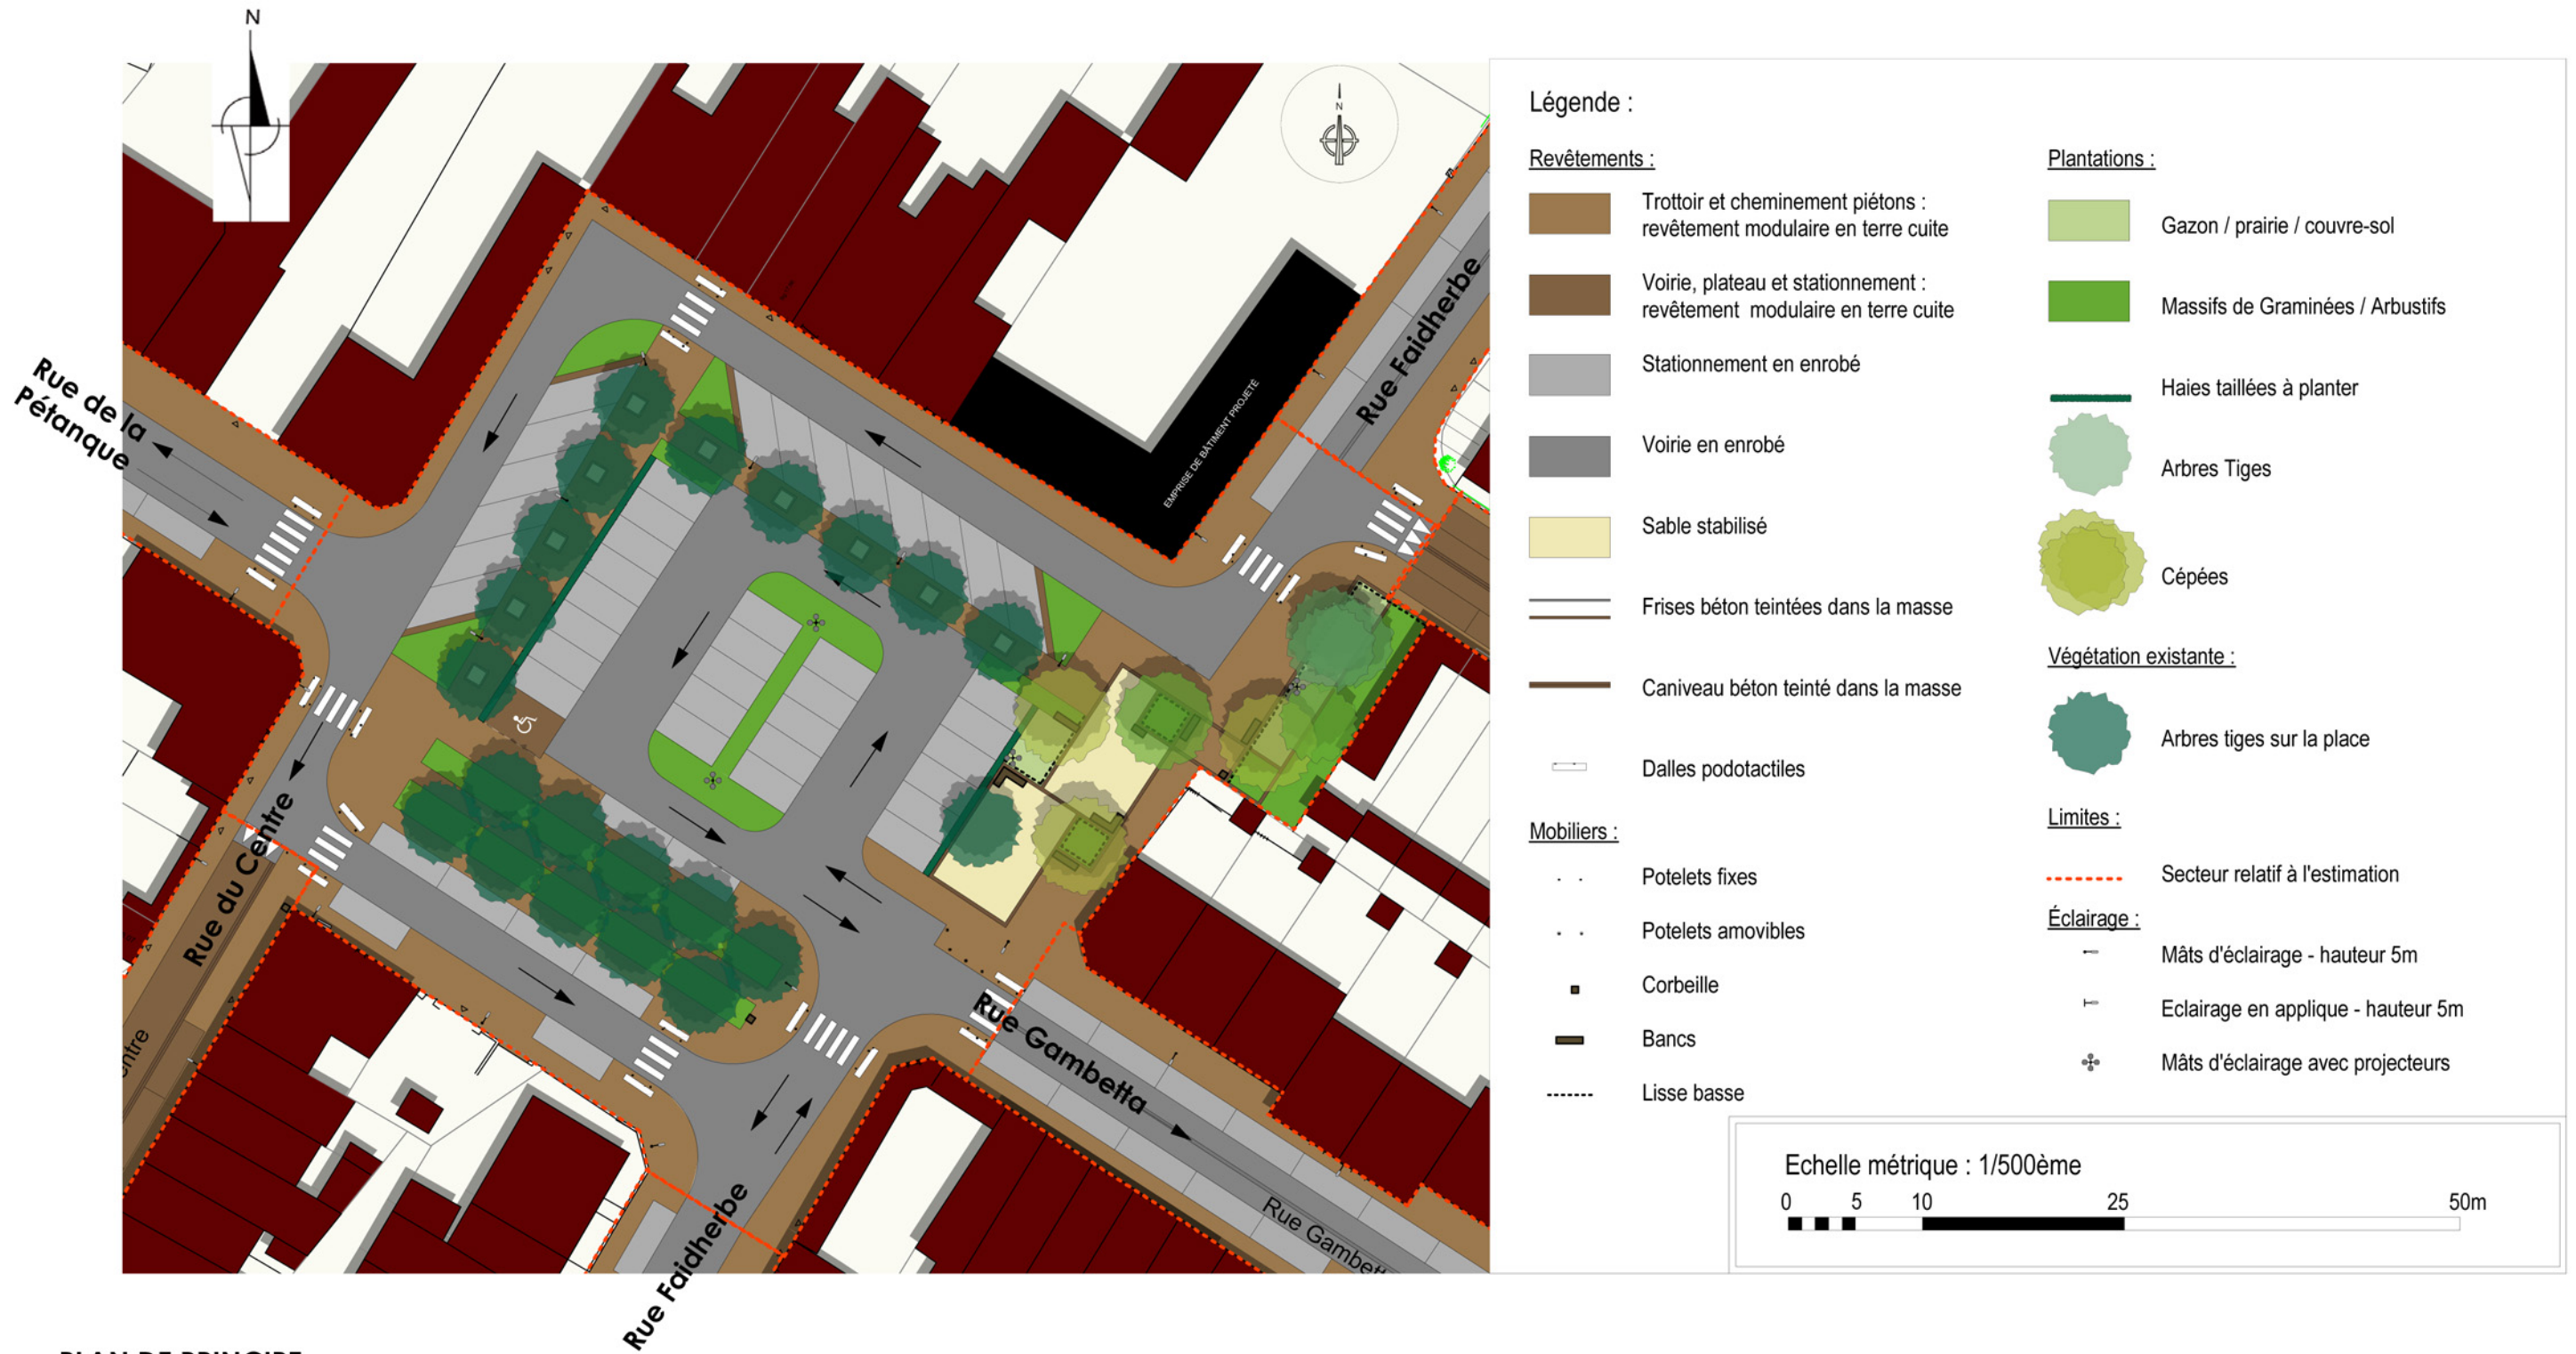 N
N
Rue de la
Pétanque
Rue Faidherbe
EMPRISE DE BÂTIMENT PROJETÉ
Rue du Centre
entre
Rue Gambetta
Rue Gambett
Rue Faidherbe
Légende :
Revêtements :
Trottoir et cheminement piétons :
revêtement modulaire en terre cuite
Voirie, plateau et stationnement :
revêtement modulaire en terre cuite
Stationnement en enrobé
Voirie en enrobé
Sable stabilisé
Frises béton teintées dans la masse
Caniveau béton teinté dans la masse
Dalles podotactiles
Mobiliers :
Potelets fixes
Potelets amovibles
Corbeille
Bancs
Lisse basse
Plantations :
Gazon / prairie / couvre-sol
Massifs de Graminées / Arbustifs
Haies taillées à planter
Arbres Tiges
Cépées
Végétation existante :
Arbres tiges sur la place
Limites :
Secteur relatif à l'estimation
Éclairage :
Mâts d'éclairage - hauteur 5m
Eclairage en applique - hauteur 5m
Mâts d'éclairage avec projecteurs
Echelle métrique : 1/500ème
0 5 10 25 50m
PLAN DE PRINCIPE